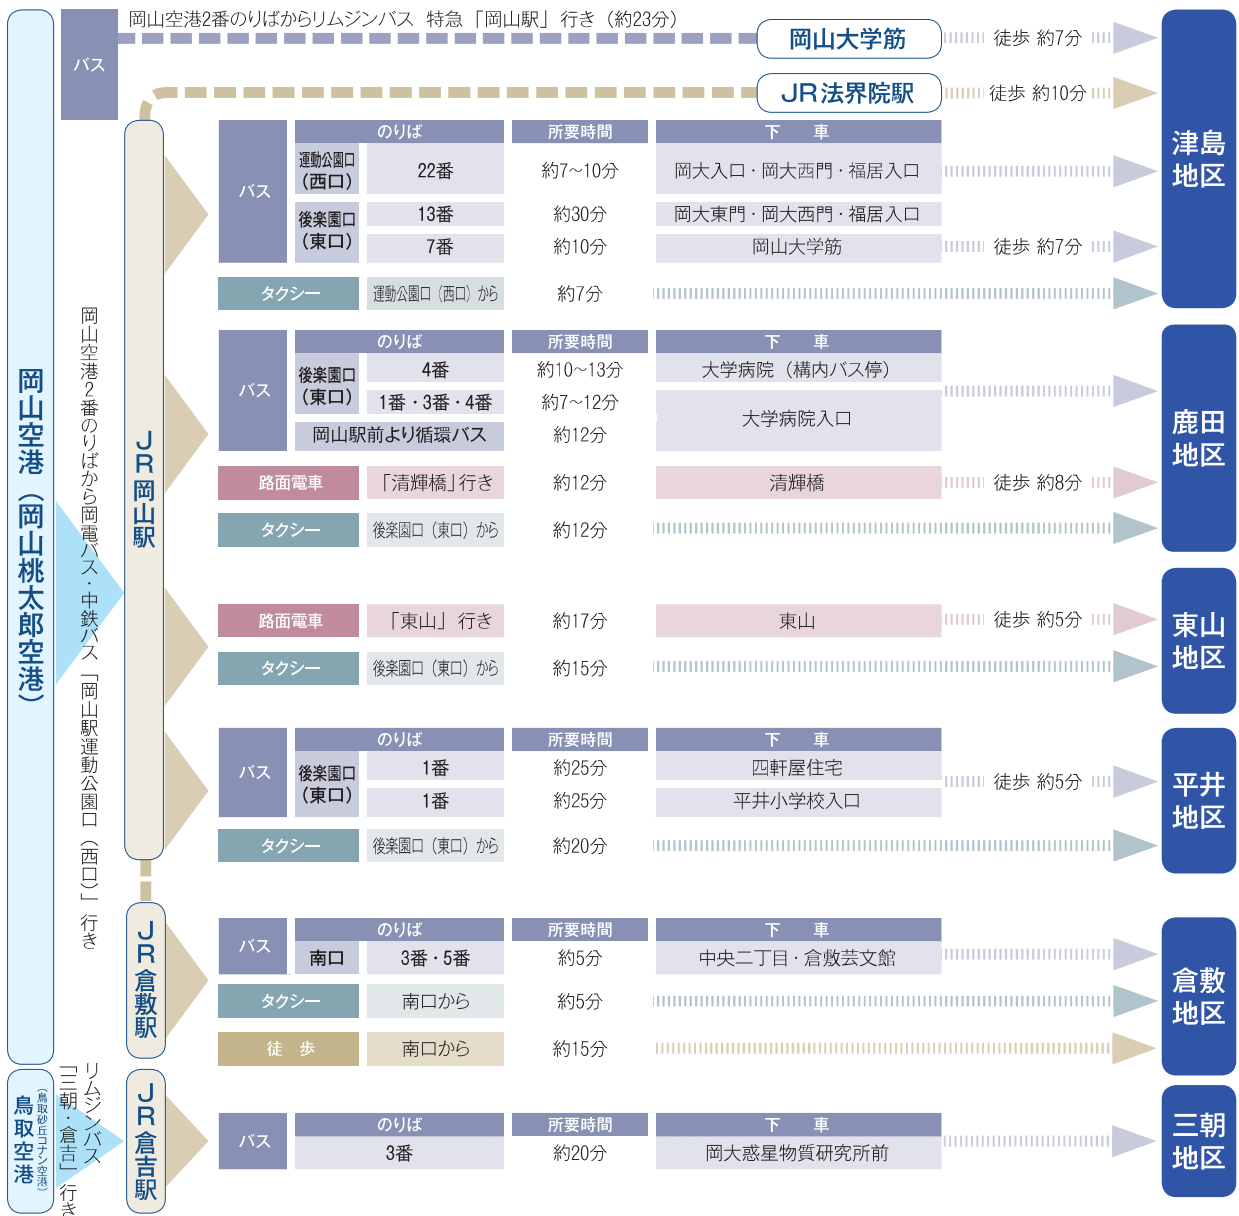 岡山空港2番のりばからリムジンバス 特急「岡山駅」行き（約23分）
バス
岡山大学筋
徒歩 約7分
JR法界院駅
徒歩 約10分
津島
地区
岡山空港（岡山桃太郎空港）
岡山空港2番のりばから岡電バス・中鉄バス「岡山駅運動公園口（西口）」行き
JR岡山駅
バス
のりば
所要時間
下 車
運動公園口
（西口）
22番
約7〜10分
岡大入口・岡大西門・福居入口
後楽園口
（東口）
13番
約30分
岡大東門・岡大西門・福居入口
7番
約10分
岡山大学筋
徒歩 約7分
タクシー
運動公園口（西口）から
約7分
バス
のりば
所要時間
下 車
後楽園口
（東口）
4番
約10〜13分
大学病院（構内バス停）
1番・3番・4番
約7〜12分
大学病院入口
岡山駅前より循環バス
約12分
鹿田
地区
路面電車
「清輝橋」行き
約12分
清輝橋
徒歩 約8分
タクシー
後楽園口（東口）から
約12分
路面電車
「東山」行き
約17分
東山
徒歩 約5分
東山
地区
タクシー
後楽園口（東口）から
約15分
バス
のりば
所要時間
下 車
後楽園口
（東口）
1番
約25分
四軒屋住宅
1番
約25分
平井小学校入口
徒歩 約5分
平井
地区
タクシー
後楽園口（東口）から
約20分
JR倉敷駅
バス
のりば
所要時間
下 車
南口
3番・5番
約5分
中央二丁目・倉敷芸文館
倉敷
地区
タクシー
南口から
約5分
徒 歩
南口から
約15分
鳥取空港
（鳥取砂丘コナン空港）
リムジンバス
「三朝・倉吉」行き
JR倉吉駅
バス
のりば
所要時間
下 車
3番
約20分
岡大惑星物質研究所前
三朝
地区